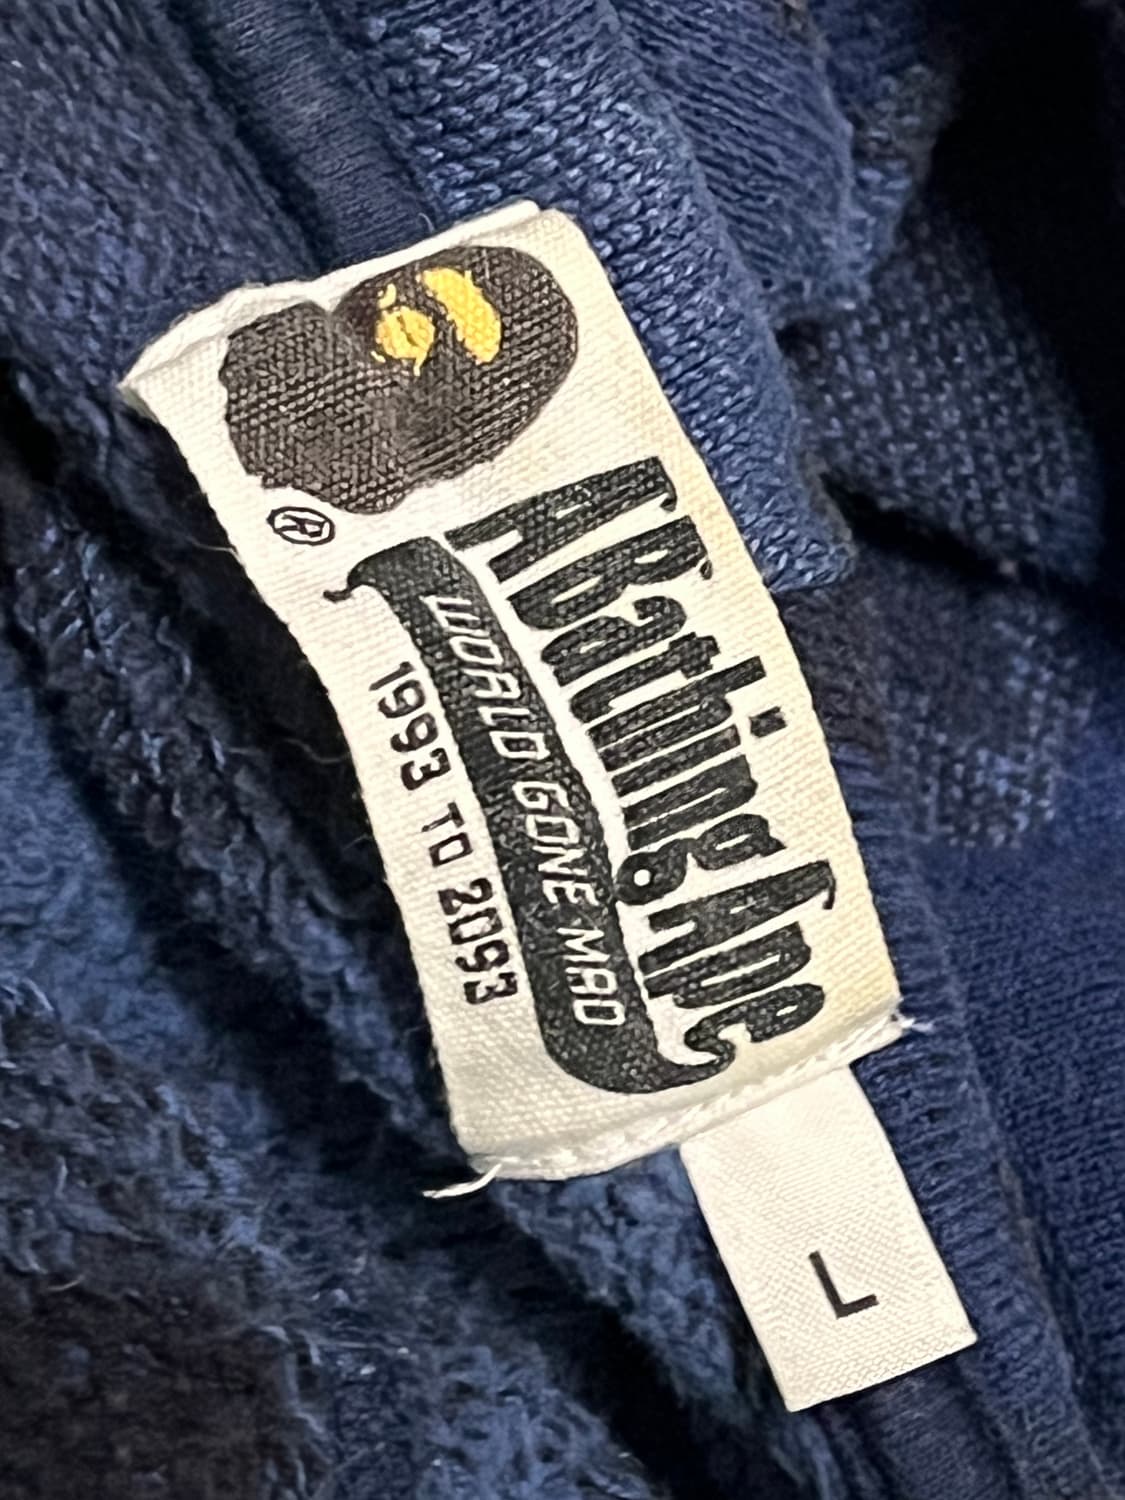 ®
A Bathing Ape
WORLD GONE MAD
1993 TO 2093
L